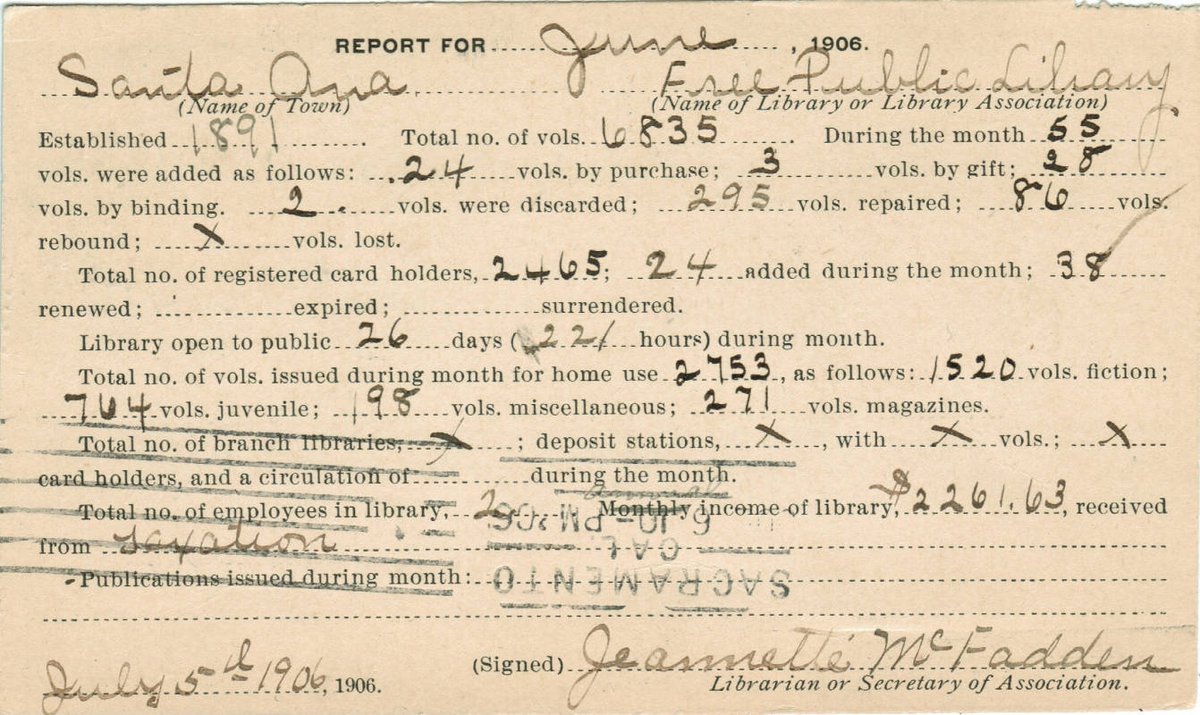 REPORT FOR June, 1906.
Santa Ana Free Public Library
(Name of Town) (Name of Library or Library Association)
Established 1891. Total no. of vols. 6835. During the month 55
vols. were added as follows: 24 vols. by purchase; 3 vols. by gift; 28
vols. by binding. 2. vols. were discarded; 295 vols. repaired; 86 vols.
rebound; X vols. lost.
Total no. of registered card holders, 2465; 24 added during the month; 38
renewed; expired; surrendered.
Library open to public 26 days (221 hours) during month.
Total no. of vols. issued during month for home use 2753, as follows: 1520 vols. fiction;
764 vols. juvenile; 198 vols. miscellaneous; 271 vols. magazines.
Total no. of branch libraries, X; deposit stations, X, with X vols.; X
card holders, and a circulation of during the month.
annual
Total no. of employees in library, 2 Monthly income of library, $2261.63, received
from taxation
Publications issued during month:
SACRAMENTO
CAL.
6 10-PM '06
July 5th 1906, 1906. (Signed) Jeannette McFadden
Librarian or Secretary of Association.